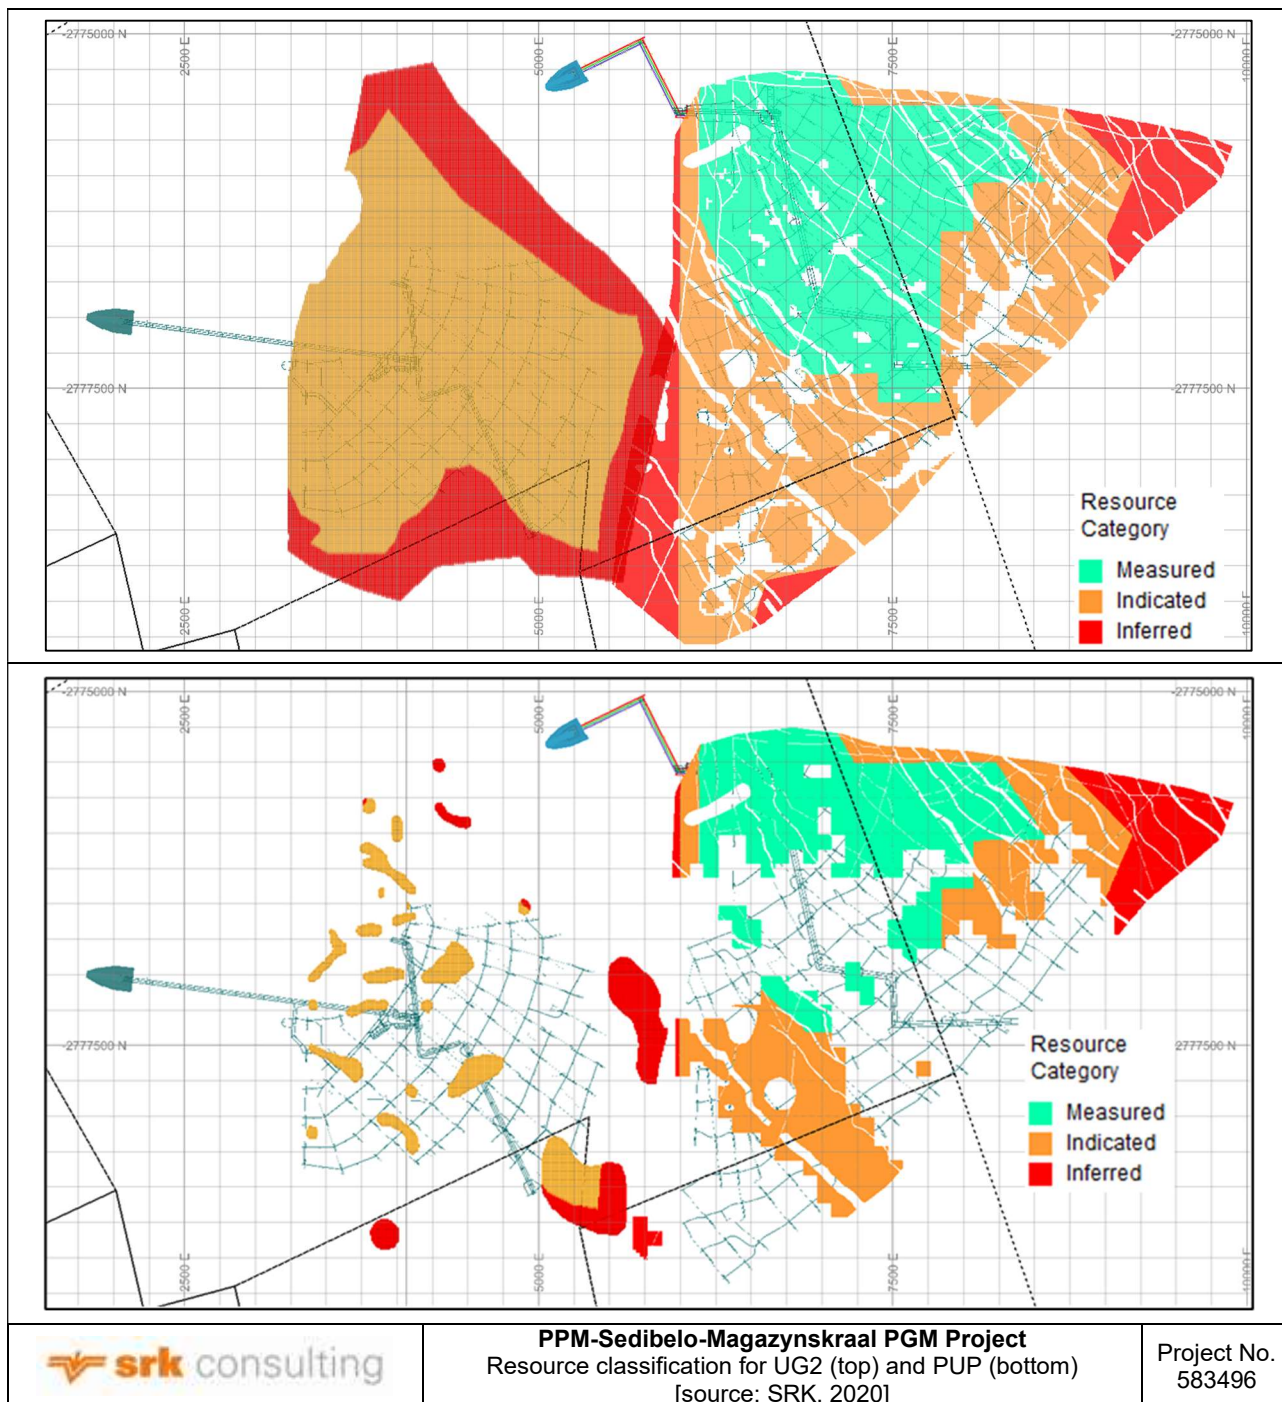 -2775000 N
-2775000 N
2500 E
5000 E
7500 E
10000 E
-2777500 N
-2777500 N
Resource
Category
Measured
Indicated
Inferred
2500 E
5000 E
7500 E
10000 E
-2775000 N
-2775000 N
2500 E
5000 E
7500 E
10000 E
-2777500 N
2777500 N
Resource
Category
Measured
Indicated
Inferred
2500 E
5000 E
7500 E
10000 E
srk consulting
PPM-Sedibelo-Magazynskraal PGM Project
Resource classification for UG2 (top) and PUP (bottom)
[source: SRK, 2020]
Project No.
583496